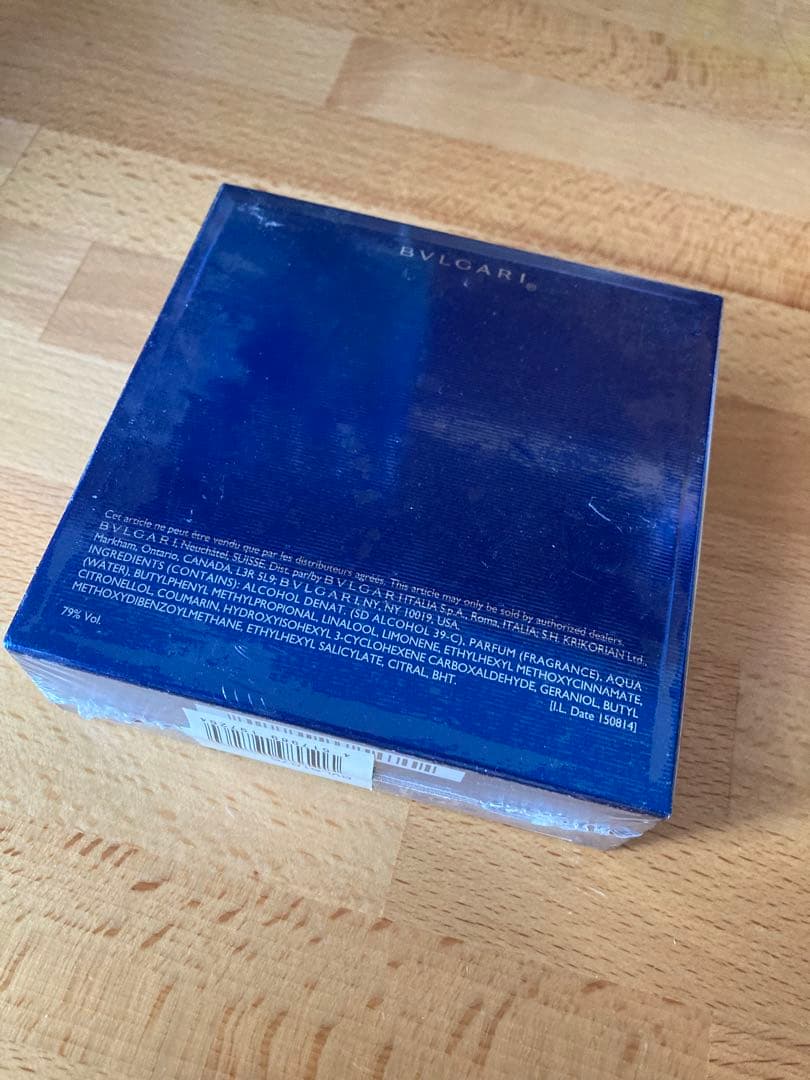 BVLGARI®
Cet article ne peut être vendu que par les distributeurs agréés. This article may only be sold by authorized dealers.
BVLGARI, Neuchâtel, SUISSE. Dist. par/by BVLGARI ITALIA S.p.A., Roma, ITALIA; S.H. KRIKORIAN Ltd.,
Markham, Ontario, CANADA, L3R 5L9; BVLGARI, NY, NY 10019, USA.
INGREDIENTS (CONTAINS): ALCOHOL DENAT. (SD ALCOHOL 39-C), PARFUM (FRAGRANCE), AQUA
(WATER), BUTYLPHENYL METHYLPROPIONAL, LINALOOL, LIMONENE, ETHYLHEXYL METHOXYCINNAMATE,
CITRONELLOL, COUMARIN, HYDROXYISOHEXYL 3-CYCLOHEXENE CARBOXALDEHYDE, GERANIOL, BUTYL
METHOXYDIBENZOYLMETHANE, ETHYLHEXYL SALICYLATE, CITRAL, BHT.
[I.L. Date 150814]
79% Vol.